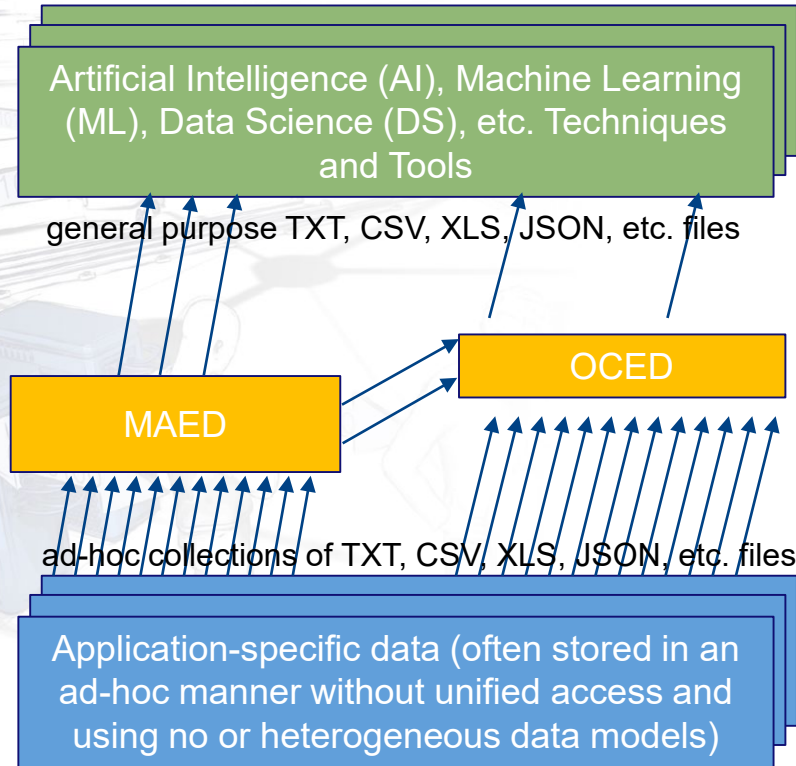 Artificial Intelligence (AI), Machine Learning
(ML), Data Science (DS), etc. Techniques
and Tools
general purpose TXT, CSV, XLS, JSON, etc. files
OCED
MAED
ad-hoc collections of TXT, CSV, XLS, JSON, etc. files
Application-specific data (often stored in an
ad-hoc manner without unified access and
using no or heterogeneous data models)